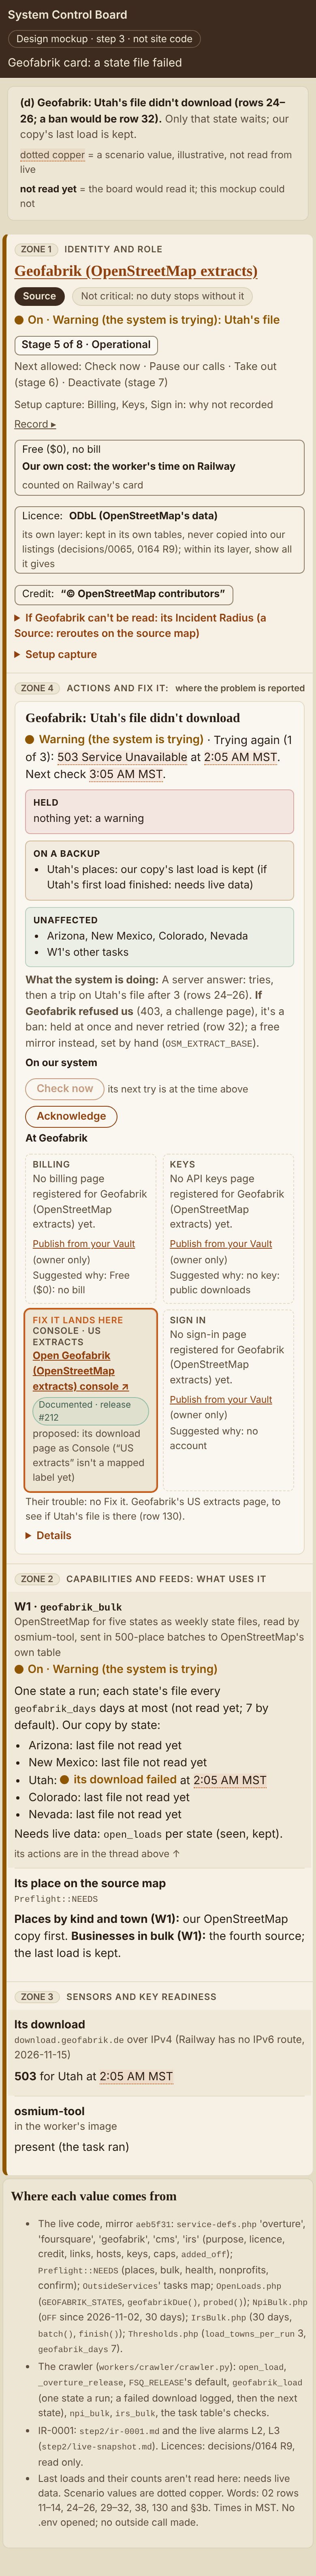 System Control Board
Design mockup · step 3 · not site code
Geofabrik card: a state file failed
(d) Geofabrik: Utah's file didn't download (rows 24–
26; a ban would be row 32). Only that state waits; our
copy's last load is kept.
dotted copper = a scenario value, illustrative, not read from
live
not read yet = the board would read it; this mockup could
not
ZONE 1 IDENTITY AND ROLE
Geofabrik (OpenStreetMap extracts)
Source Not critical: no duty stops without it
On · Warning (the system is trying): Utah's file
Stage 5 of 8 · Operational
Next allowed: Check now · Pause our calls · Take out
(stage 6) · Deactivate (stage 7)
Setup capture: Billing, Keys, Sign in: why not recorded
Record ▸
Free ($0), no bill
Our own cost: the worker's time on Railway
counted on Railway's card
Licence: ODbL (OpenStreetMap's data)
its own layer: kept in its own tables, never copied into our
listings (decisions/0065, 0164 R9); within its layer, show all
it gives
Credit: “© OpenStreetMap contributors”
▸ If Geofabrik can't be read: its Incident Radius (a
Source: reroutes on the source map)
▸ Setup capture
ZONE 4 ACTIONS AND FIX IT: where the problem is reported
Geofabrik: Utah's file didn't download
Warning (the system is trying) · Trying again (1
of 3): 503 Service Unavailable at 2:05 AM MST.
Next check 3:05 AM MST.
HELD
nothing yet: a warning
ON A BACKUP
• Utah's places: our copy's last load is kept (if
Utah's first load finished: needs live data)
UNAFFECTED
• Arizona, New Mexico, Colorado, Nevada
• W1's other tasks
What the system is doing: A server answer: tries,
then a trip on Utah's file after 3 (rows 24–26). If
Geofabrik refused us (403, a challenge page), it's a
ban: held at once and never retried (row 32); a free
mirror instead, set by hand (OSM_EXTRACT_BASE).
On our system
Check now its next try is at the time above
Acknowledge
At Geofabrik
BILLING
No billing page
registered for Geofabrik
(OpenStreetMap
extracts) yet.
Publish from your Vault
(owner only)
Suggested why: Free
($0): no bill
KEYS
No API keys page
registered for Geofabrik
(OpenStreetMap
extracts) yet.
Publish from your Vault
(owner only)
Suggested why: no key:
public downloads
FIX IT LANDS HERE
CONSOLE · US
EXTRACTS
Open Geofabrik
(OpenStreetMap
extracts) console ↗
Documented · release
#212
proposed: its download
page as Console (“US
extracts” isn't a mapped
label yet)
SIGN IN
No sign-in page
registered for Geofabrik
(OpenStreetMap
extracts) yet.
Publish from your Vault
(owner only)
Suggested why: no
account
Their trouble: no Fix it. Geofabrik's US extracts page, to
see if Utah's file is there (row 130).
▸ Details
ZONE 2 CAPABILITIES AND FEEDS: WHAT USES IT
W1 · geofabrik_bulk
OpenStreetMap for five states as weekly state files, read by
osmium-tool, sent in 500-place batches to OpenStreetMap's
own table
On · Warning (the system is trying)
One state a run; each state's file every
geofabrik_days days at most (not read yet; 7 by
default). Our copy by state:
• Arizona: last file not read yet
• New Mexico: last file not read yet
• Utah: its download failed at 2:05 AM MST
• Colorado: last file not read yet
• Nevada: last file not read yet
Needs live data: open_loads per state (seen, kept).
its actions are in the thread above ↑
Its place on the source map
Preflight::NEEDS
Places by kind and town (W1): our OpenStreetMap
copy first. Businesses in bulk (W1): the fourth source;
the last load is kept.
ZONE 3 SENSORS AND KEY READINESS
Its download
download.geofabrik.de over IPv4 (Railway has no IPv6 route,
2026-11-15)
503 for Utah at 2:05 AM MST
osmium-tool
in the worker's image
present (the task ran)
Where each value comes from
• The live code, mirror aeb5f31: service-defs.php 'overture',
'foursquare', 'geofabrik', 'cms', 'irs' (purpose, licence,
credit, links, hosts, keys, caps, added_off);
Preflight::NEEDS (places, bulk, health, nonprofits,
confirm); OutsideServices' tasks map; OpenLoads.php
(GEOFABRIK_STATES, geofabrikDue(), probed()); NpiBulk.php
(OFF since 2026-11-02, 30 days); IrsBulk.php (30 days,
batch(), finish()); Thresholds.php (load_towns_per_run 3,
geofabrik_days 7).
• The crawler (workers/crawler/crawler.py): open_load,
_overture_release, FSQ_RELEASE's default, geofabrik_load
(one state a run; a failed download logged, then the next
state), npi_bulk, irs_bulk, the task table's checks.
• IR-0001: step2/ir-0001.md and the live alarms L2, L3
(step2/live-snapshot.md). Licences: decisions/0164 R9,
read only.
• Last loads and their counts aren't read here: needs live
data. Scenario values are dotted copper. Words: 02 rows
11–14, 24–26, 29–32, 38, 130 and §3b. Times in MST. No
.env opened; no outside call made.